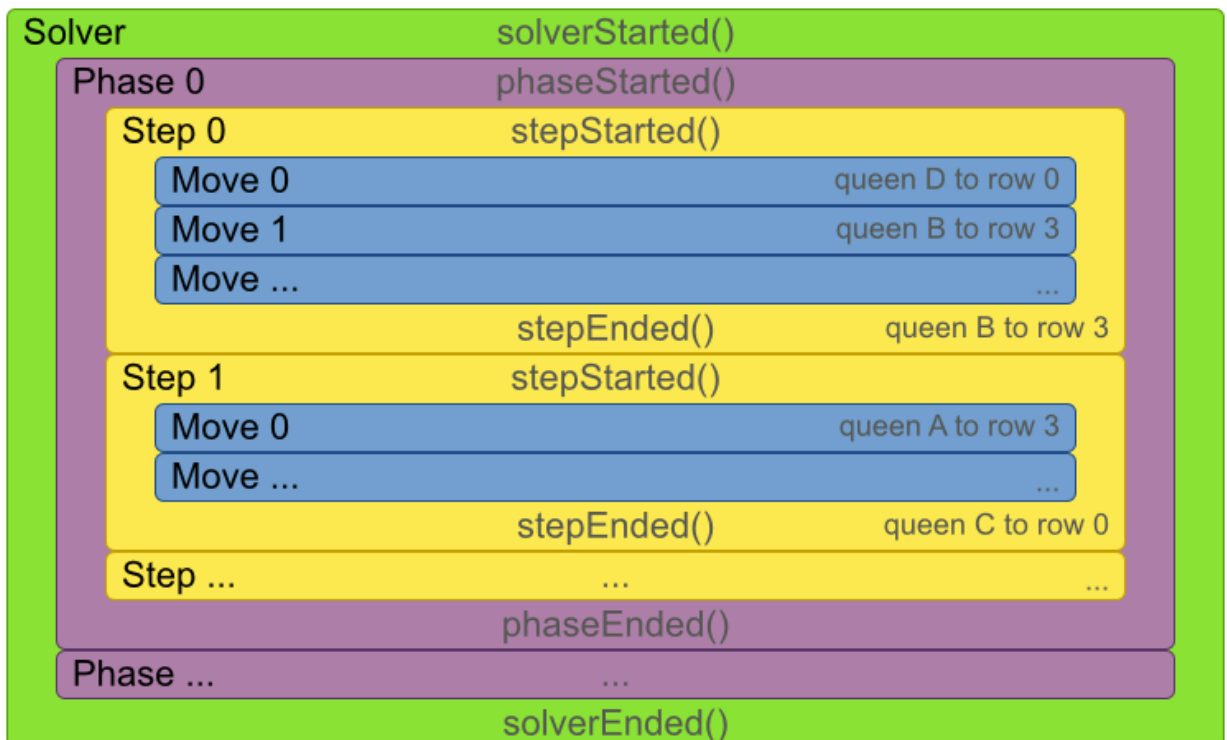 Solver solverStarted()
Phase 0 phaseStarted()
Step 0 stepStarted()
Move 0 queen D to row 0
Move 1 queen B to row 3
Move ... ...
stepEnded() queen B to row 3
Step 1 stepStarted()
Move 0 queen A to row 3
Move ... ...
stepEnded() queen C to row 0
Step ... ... ...
phaseEnded()
Phase ... ...
solverEnded()